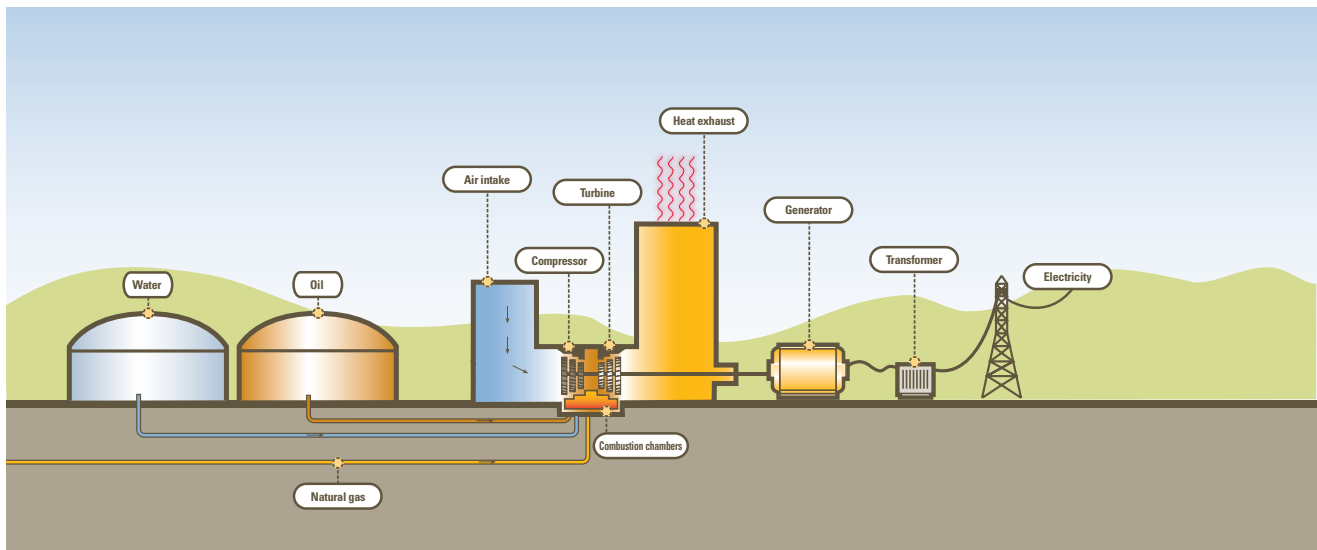 Heat exhaust
Air intake
Turbine
Generator
Compressor
Transformer
Water
Oil
Electricity
Combustion chambers
Natural gas